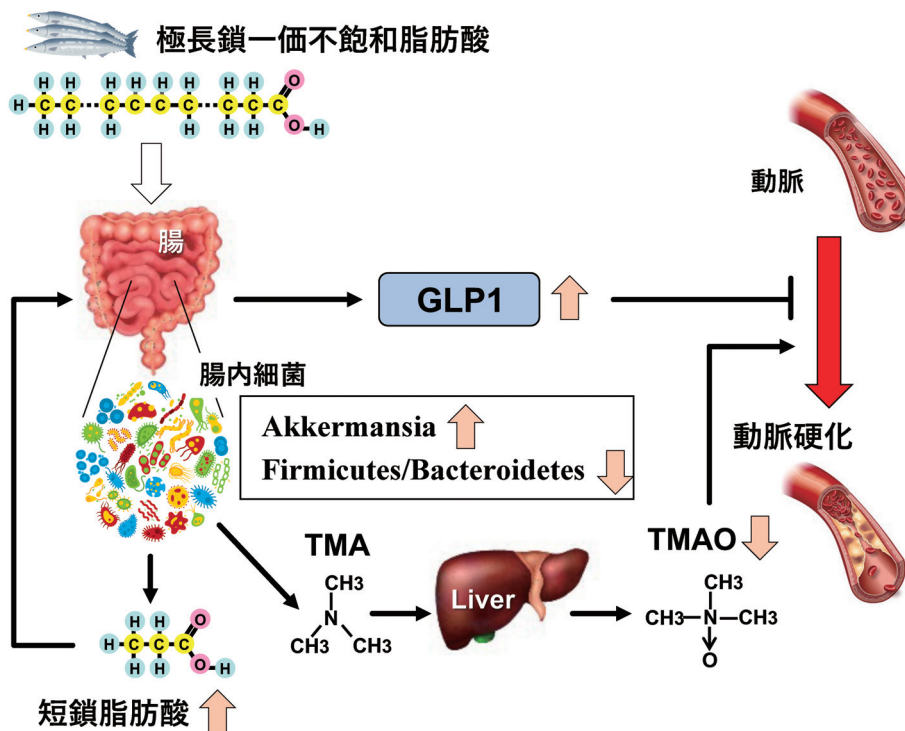 極長鎖一価不飽和脂肪酸
H H H H H H H H O
H C C C C C C C C C
H H H H H O H
動脈
腸
GLP1
腸内細菌
Akkermansia
Firmicutes/Bacteroidetes
動脈硬化
TMA
CH3
N
CH3 CH3
Liver
TMAO
CH3
CH3 N CH3
O
H H O
H C C C
H H O H
短鎖脂肪酸